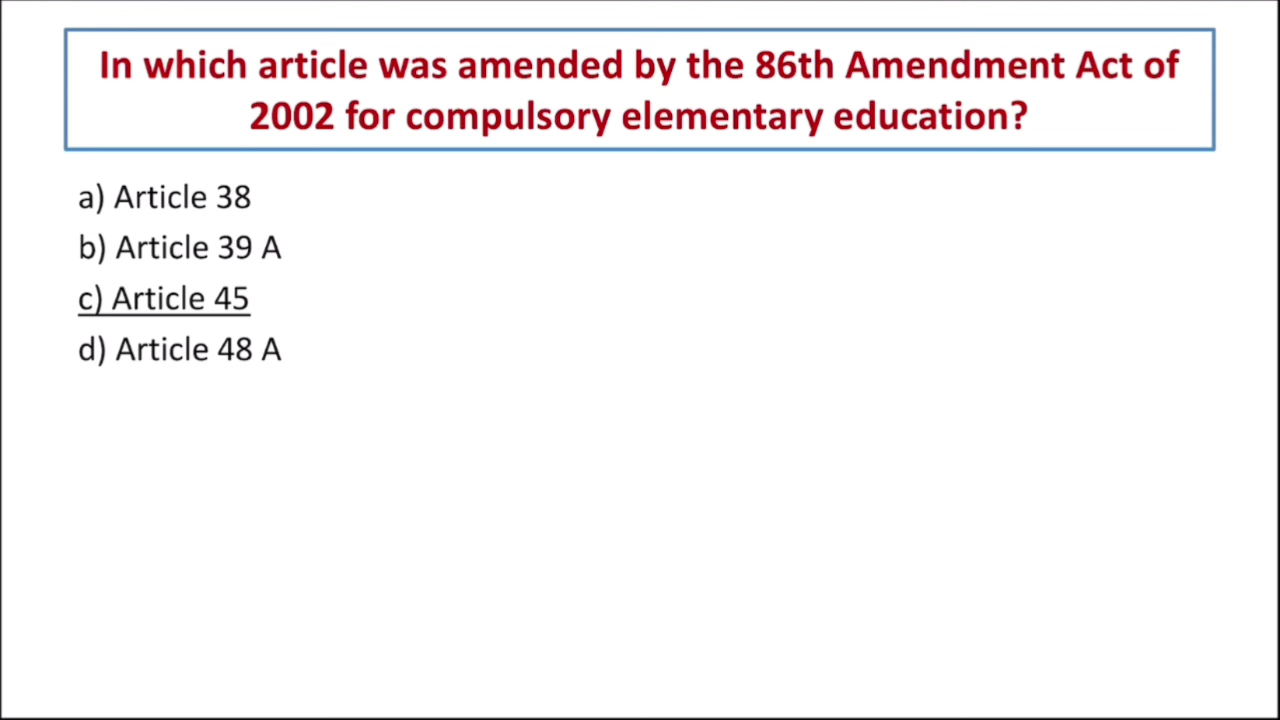 In which article was amended by the 86th Amendment Act of
2002 for compulsory elementary education?
a) Article 38
b) Article 39 A
c) Article 45
d) Article 48 A